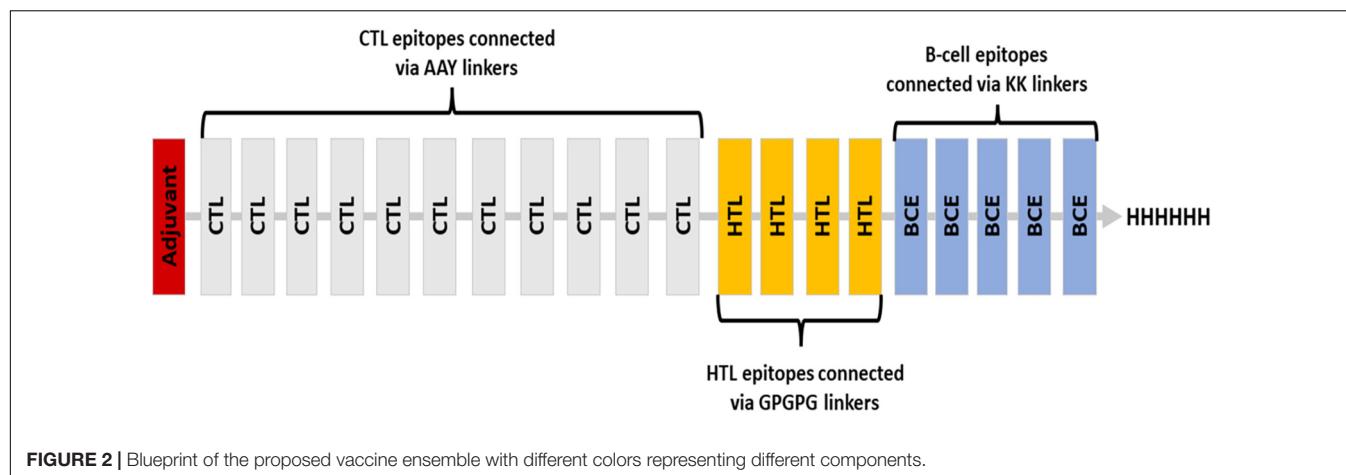 CTL epitopes connected
via AAY linkers
B-cell epitopes
connected via KK linkers
Adjuvant
CTL
CTL
CTL
CTL
CTL
CTL
CTL
CTL
CTL
CTL
CTL
HTL
HTL
HTL
HTL
BCE
BCE
BCE
BCE
BCE
HHHHHH
HTL epitopes connected
via GPGPG linkers
FIGURE 2 | Blueprint of the proposed vaccine ensemble with different colors representing different components.